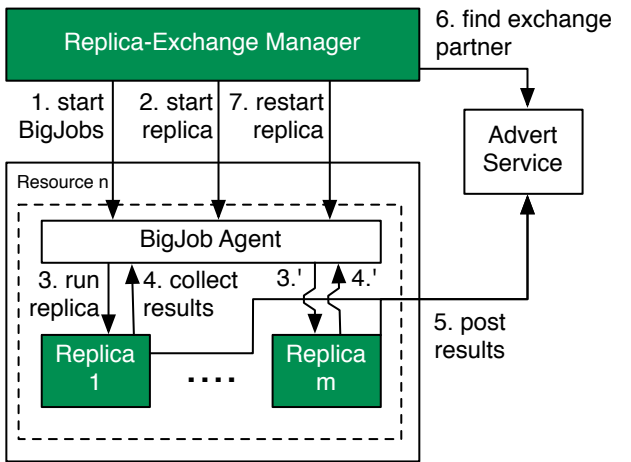 Replica-Exchange Manager
6. find exchange
partner
1. start
BigJobs
2. start
replica
7. restart
replica
Advert
Service
Resource n
BigJob Agent
3. run
replica
4. collect
results
3.'
4.'
5. post
results
Replica
1
....
Replica
m